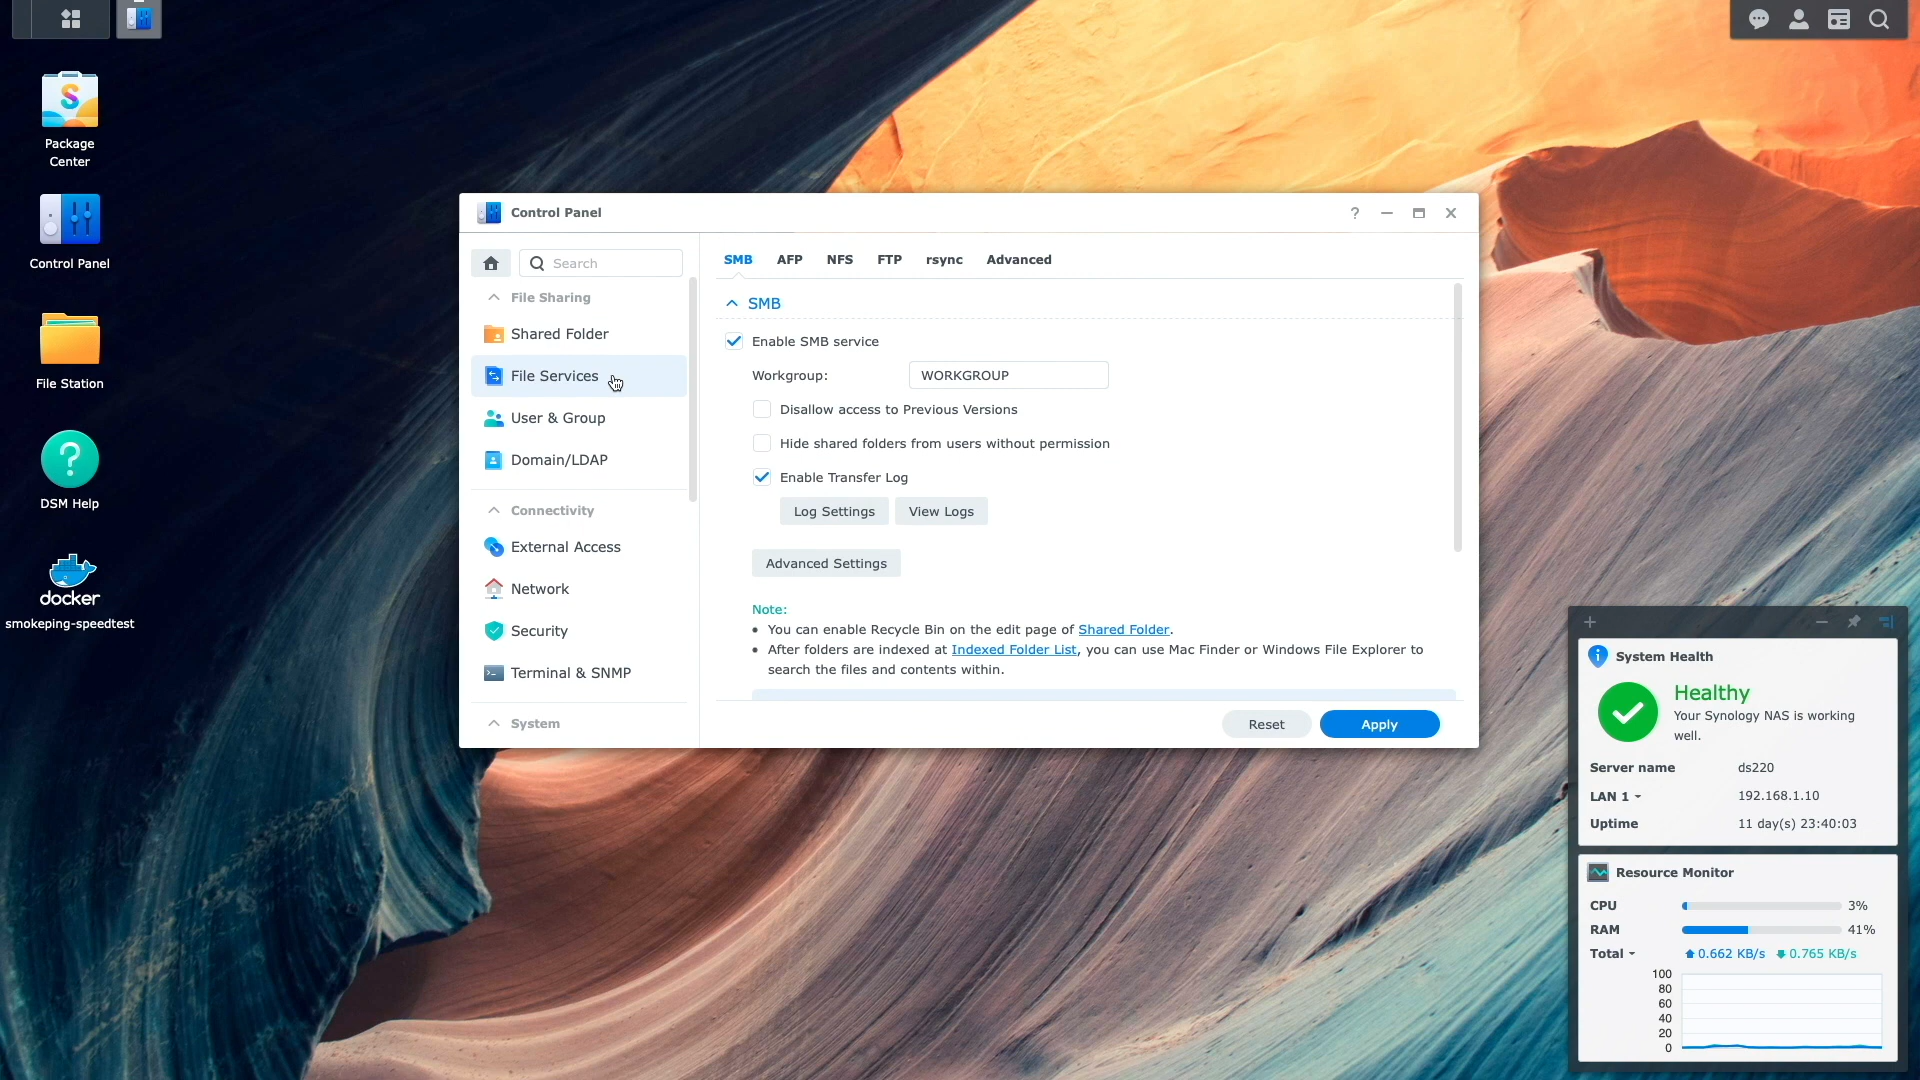 Package
Center
Control Panel
File Station
DSM Help
docker
smokeping-speedtest
Control Panel
Search
File Sharing
Shared Folder
File Services
User & Group
Domain/LDAP
Connectivity
External Access
Network
Security
Terminal & SNMP
System
SMB AFP NFS FTP rsync Advanced
SMB
Enable SMB service
Workgroup: WORKGROUP
Disallow access to Previous Versions
Hide shared folders from users without permission
Enable Transfer Log
Log Settings View Logs
Advanced Settings
Note:
• You can enable Recycle Bin on the edit page of Shared Folder.
• After folders are indexed at Indexed Folder List, you can use Mac Finder or Windows File Explorer to
search the files and contents within.
Reset Apply
System Health
Healthy
Your Synology NAS is working
well.
Server name ds220
LAN 1 192.168.1.10
Uptime 11 day(s) 23:40:03
Resource Monitor
CPU 3%
RAM 41%
Total 0.662 KB/s 0.765 KB/s
100
80
60
40
20
0